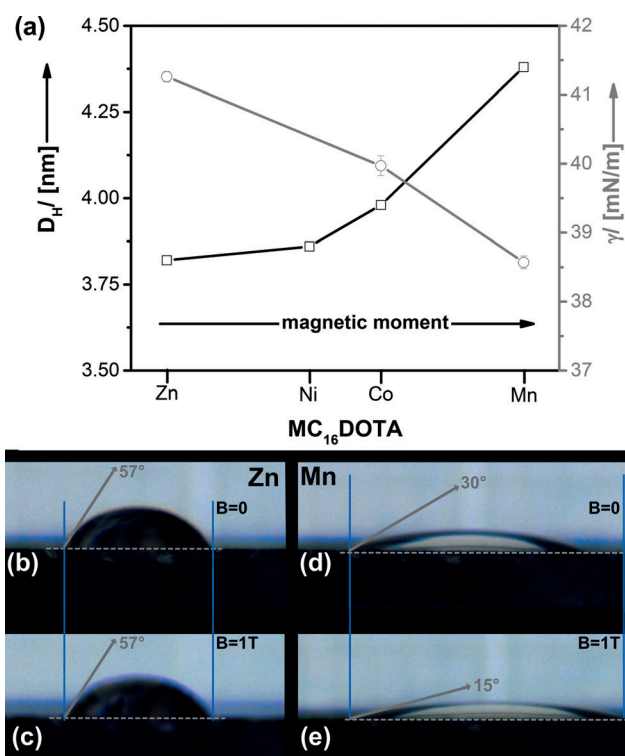 (a)
4.50
4.25
4.00
3.75
3.50
D_H/ [nm]
42
41
40
39
38
37
γ/ [mN/m]
magnetic moment
Zn
Ni
Co
Mn
MC₁₆DOTA
57°
Zn
B=0
(b)
Mn
30°
B=0
(d)
57°
B=1T
(c)
B=1T
15°
(e)